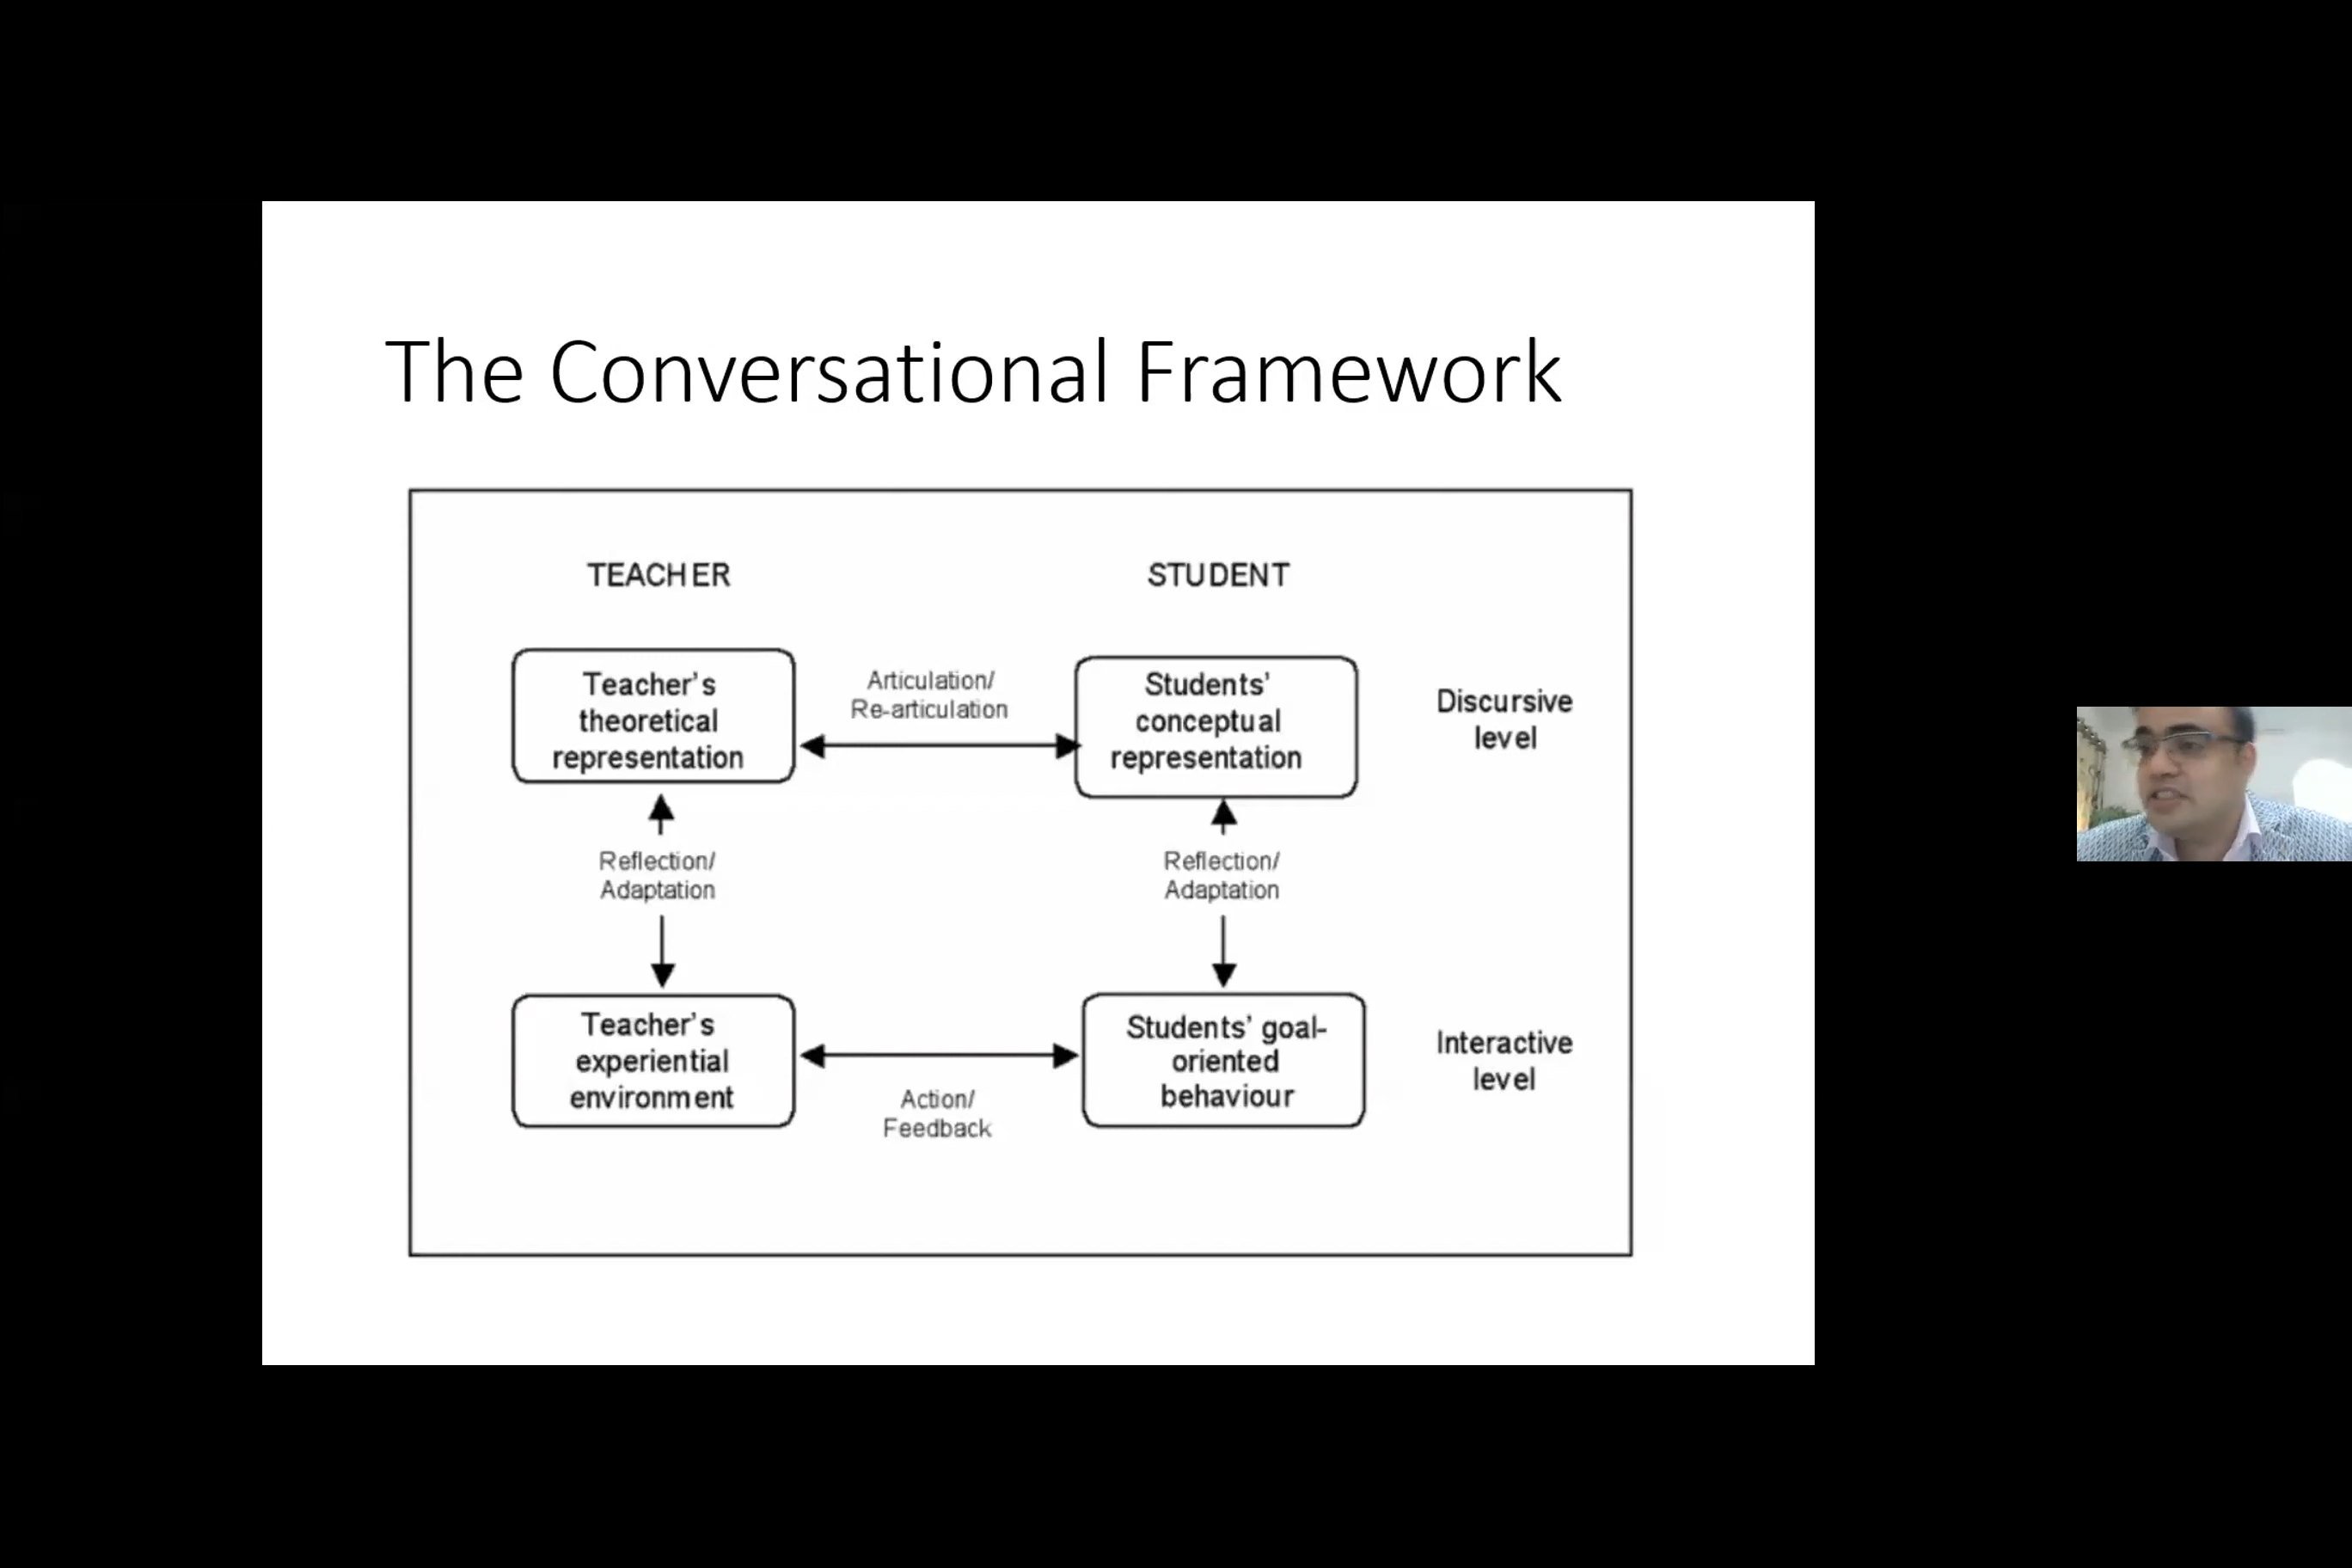 The Conversational Framework
TEACHER
STUDENT
Teacher's
theoretical
representation
Articulation/
Re-articulation
Students'
conceptual
representation
Discursive
level
Reflection/
Adaptation
Reflection/
Adaptation
Teacher's
experiential
environment
Action/
Feedback
Students' goal-
oriented
behaviour
Interactive
level